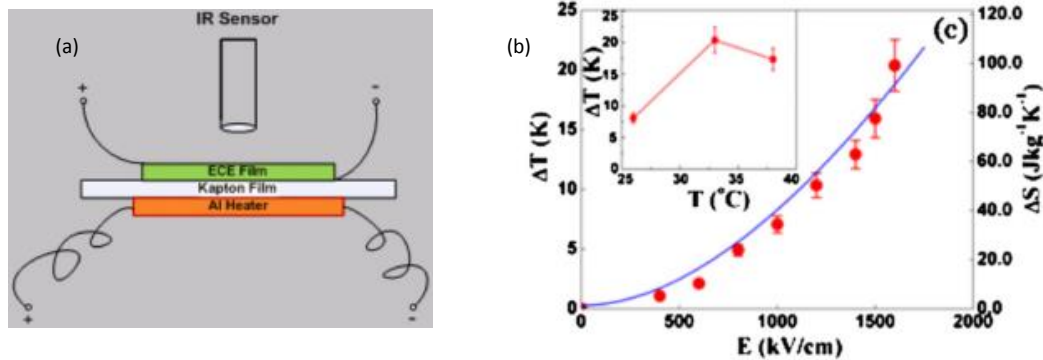 (a)
IR Sensor
+
-
ECE Film
Kapton Film
Al Heater
+
-
(b)
(c)
ΔT (K)
25
20
15
10
5
0
0
500
1000
1500
2000
E (kV/cm)
120.0
100.0
80.0
60.0
40.0
20.0
0.0
ΔS (Jkg⁻¹K⁻¹)
ΔT (K)
25
20
15
10
5
0
25
30
35
40
T (°C)